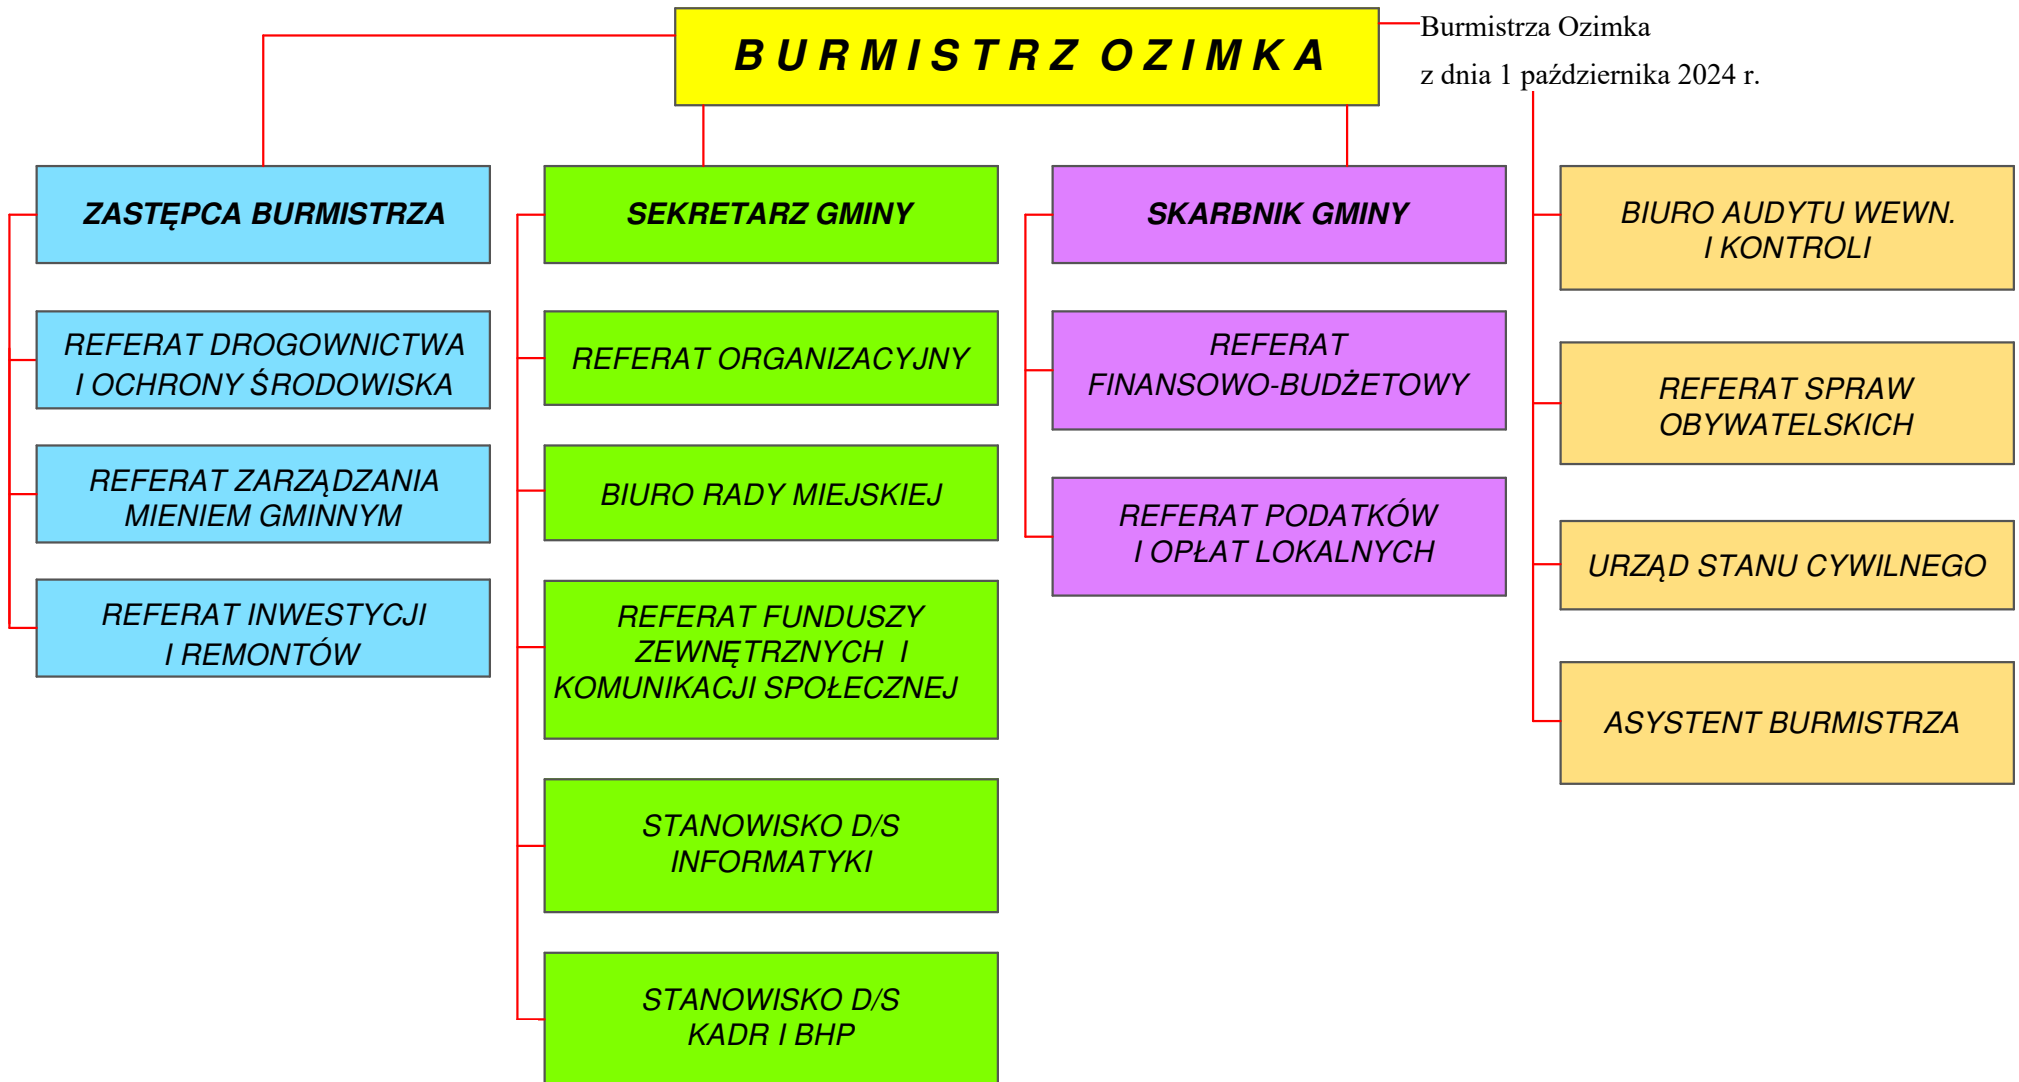 BURMISTRZ OZIMKA
Burmistrza Ozimka
z dnia 1 października 2024 r.
ZASTĘPCA BURMISTRZA
REFERAT DROGOWNICTWA
I OCHRONY ŚRODOWISKA
REFERAT ZARZĄDZANIA
MIENIEM GMINNYM
REFERAT INWESTYCJI
I REMONTÓW
SEKRETARZ GMINY
REFERAT ORGANIZACYJNY
BIURO RADY MIEJSKIEJ
REFERAT FUNDUSZY
ZEWNĘTRZNYCH I
KOMUNIKACJI SPOŁECZNEJ
STANOWISKO D/S
INFORMATYKI
STANOWISKO D/S
KADR I BHP
SKARBNIK GMINY
REFERAT
FINANSOWO-BUDŻETOWY
REFERAT PODATKÓW
I OPŁAT LOKALNYCH
BIURO AUDYTU WEWN.
I KONTROLI
REFERAT SPRAW
OBYWATELSKICH
URZĄD STANU CYWILNEGO
ASYSTENT BURMISTRZA